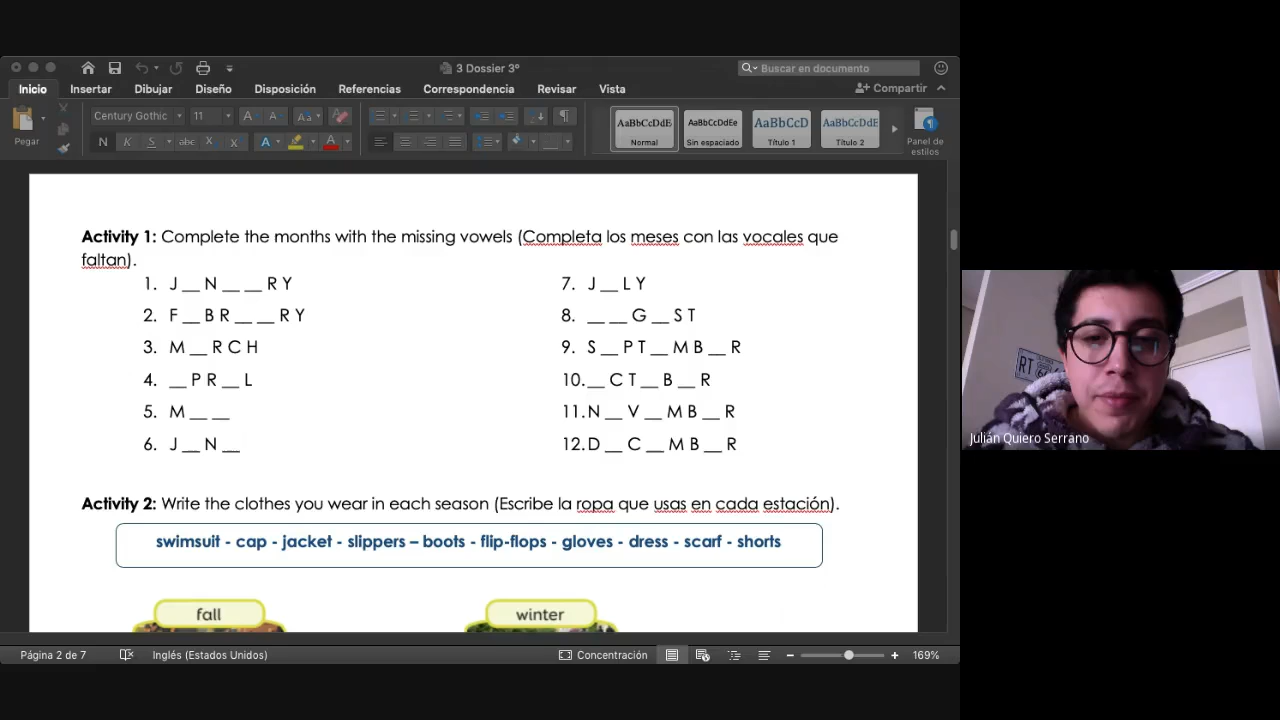 3 Dossier 3º
Buscar en documento
Inicio Insertar Dibujar Diseño Disposición Referencias Correspondencia Revisar Vista
Compartir
Pegar
Century Gothic 11
AaBbCcDdE AaBbCcDdEe AaBbCcD AaBbCcDdE
Normal Sin espaciado Título 1 Título 2
Panel de estilos
N K S abc X X A A
Activity 1: Complete the months with the missing vowels (Completa los meses con las vocales que
faltan).
1. J __ N __ __ R Y
2. F __ B R __ __ R Y
3. M __ R C H
4. __ P R __ L
5. M __ __
6. J __ N __
7. J __ L Y
8. __ __ G __ S T
9. S __ P T __ M B __ R
10. __ C T __ B __ R
11. N __ V __ M B __ R
12. D __ C __ M B __ R
Activity 2: Write the clothes you wear in each season (Escribe la ropa que usas en cada estación).
swimsuit - cap - jacket - slippers – boots - flip-flops - gloves - dress - scarf - shorts
fall
winter
Página 2 de 7 Inglés (Estados Unidos) Concentración 169%
RT
Julián Quiero Serrano